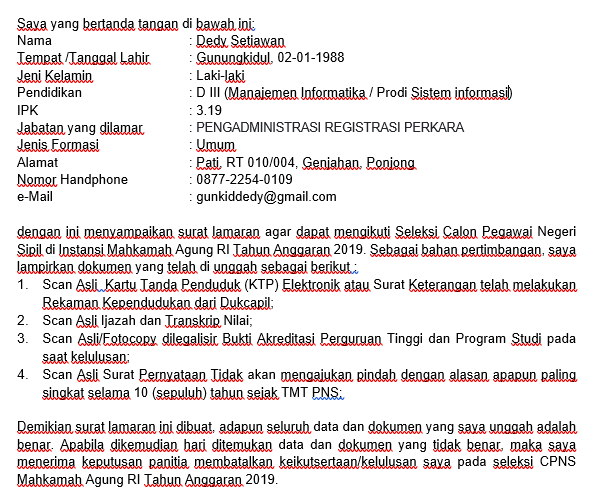 Saya yang bertanda tangan di bawah ini:
Nama : Dedy Setiawan
Tempat /Tanggal Lahir : Gunungkidul, 02-01-1988
Jeni Kelamin : Laki-laki
Pendidikan : D III (Manajemen Informatika / Prodi Sistem informasi)
IPK : 3.19
Jabatan yang dilamar : PENGADMINISTRASI REGISTRASI PERKARA
Jenis Formasi : Umum
Alamat : Pati, RT 010/004, Genjahan, Ponjong
Nomor Handphone : 0877-2254-0109
e-Mail : gunkiddedy@gmail.com
dengan ini menyampaikan surat lamaran agar dapat mengikuti Seleksi Calon Pegawai Negeri
Sipil di Instansi Mahkamah Agung RI Tahun Anggaran 2019. Sebagai bahan pertimbangan, saya
lampirkan dokumen yang telah di unggah sebagai berikut :
1. Scan Asli Kartu Tanda Penduduk (KTP) Elektronik atau Surat Keterangan telah melakukan
Rekaman Kependudukan dari Dukcapil;
2. Scan Asli Ijazah dan Transkrip Nilai;
3. Scan Asli/Fotocopy dilegalisir Bukti Akreditasi Perguruan Tinggi dan Program Studi pada
saat kelulusan;
4. Scan Asli Surat Pernyataan Tidak akan mengajukan pindah dengan alasan apapun paling
singkat selama 10 (sepuluh) tahun sejak TMT PNS;
Demikian surat lamaran ini dibuat, adapun seluruh data dan dokumen yang saya unggah adalah
benar. Apabila dikemudian hari ditemukan data dan dokumen yang tidak benar, maka saya
menerima keputusan panitia membatalkan keikutsertaan/kelulusan saya pada seleksi CPNS
Mahkamah Agung RI Tahun Anggaran 2019.